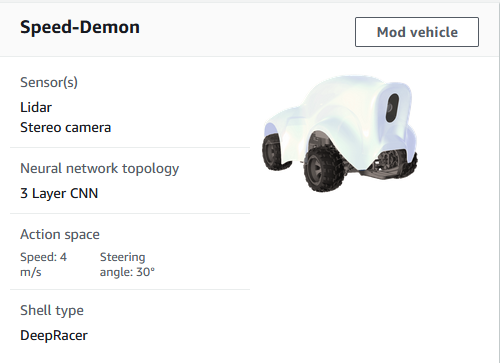 Speed-Demon
Mod vehicle
Sensor(s)
Lidar
Stereo camera
Neural network topology
3 Layer CNN
Action space
Speed: 4
m/s
Steering
angle: 30°
Shell type
DeepRacer